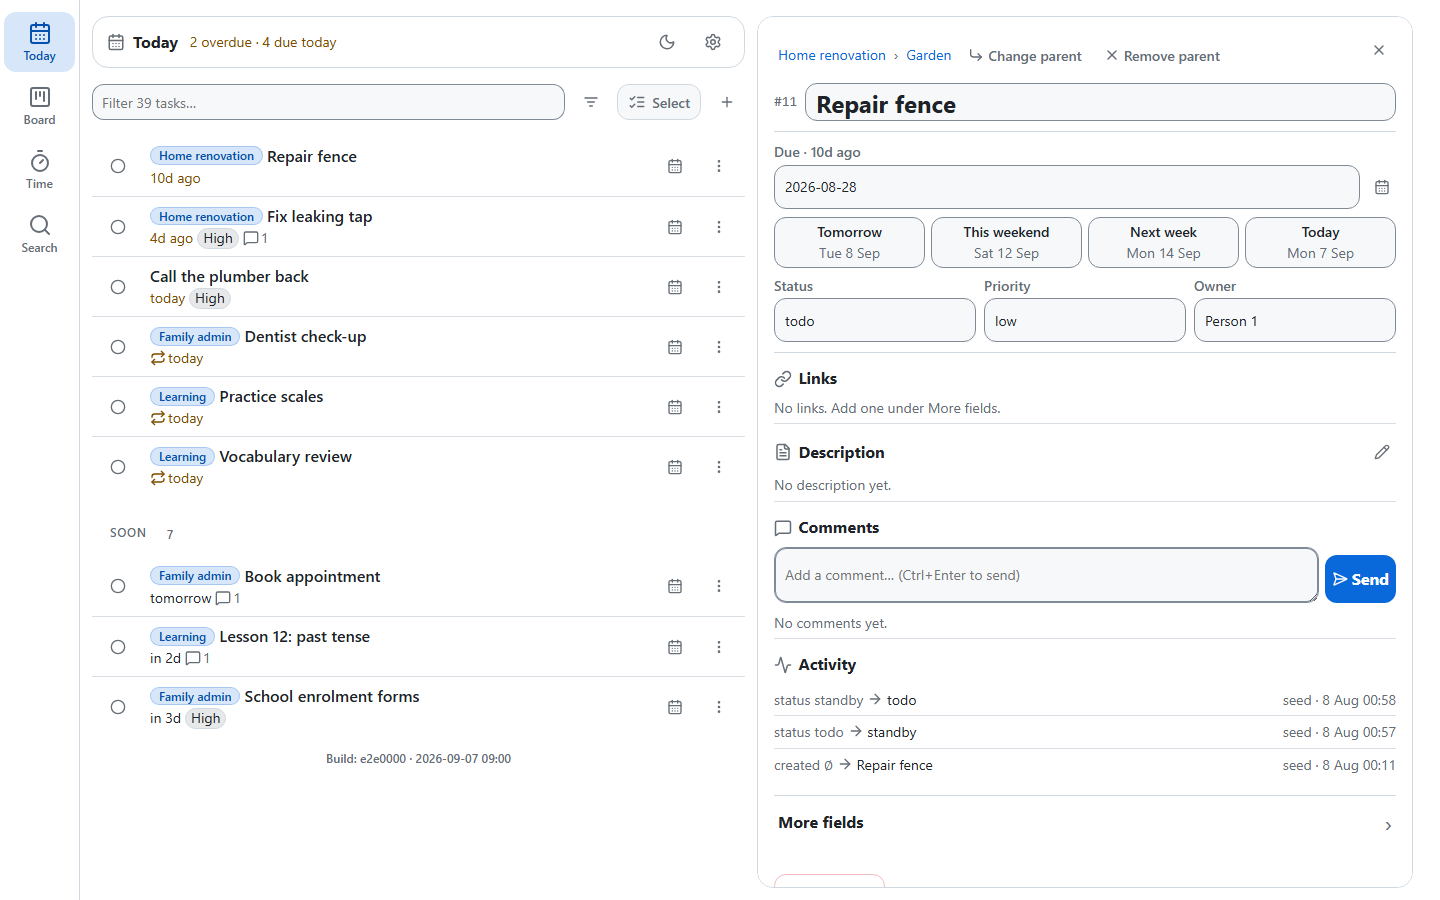 Today
Board
Time
Search
Today 2 overdue · 4 due today
Filter 39 tasks...
Select
Home renovation Repair fence
10d ago
Home renovation Fix leaking tap
4d ago High 1
Call the plumber back
today High
Family admin Dentist check-up
today
Learning Practice scales
today
Learning Vocabulary review
today
SOON 7
Family admin Book appointment
tomorrow 1
Learning Lesson 12: past tense
in 2d 1
Family admin School enrolment forms
in 3d High
Build: e2e0000 · 2026-09-07 09:00
Home renovation › Garden Change parent Remove parent
#11 Repair fence
Due · 10d ago
2026-08-28
Tomorrow This weekend Next week Today
Tue 8 Sep Sat 12 Sep Mon 14 Sep Mon 7 Sep
Status Priority Owner
todo low Person 1
Links
No links. Add one under More fields.
Description
No description yet.
Comments
Add a comment... (Ctrl+Enter to send)
Send
No comments yet.
Activity
status standby → todo seed · 8 Aug 00:58
status todo → standby seed · 8 Aug 00:57
created Ø → Repair fence seed · 8 Aug 00:11
More fields ›